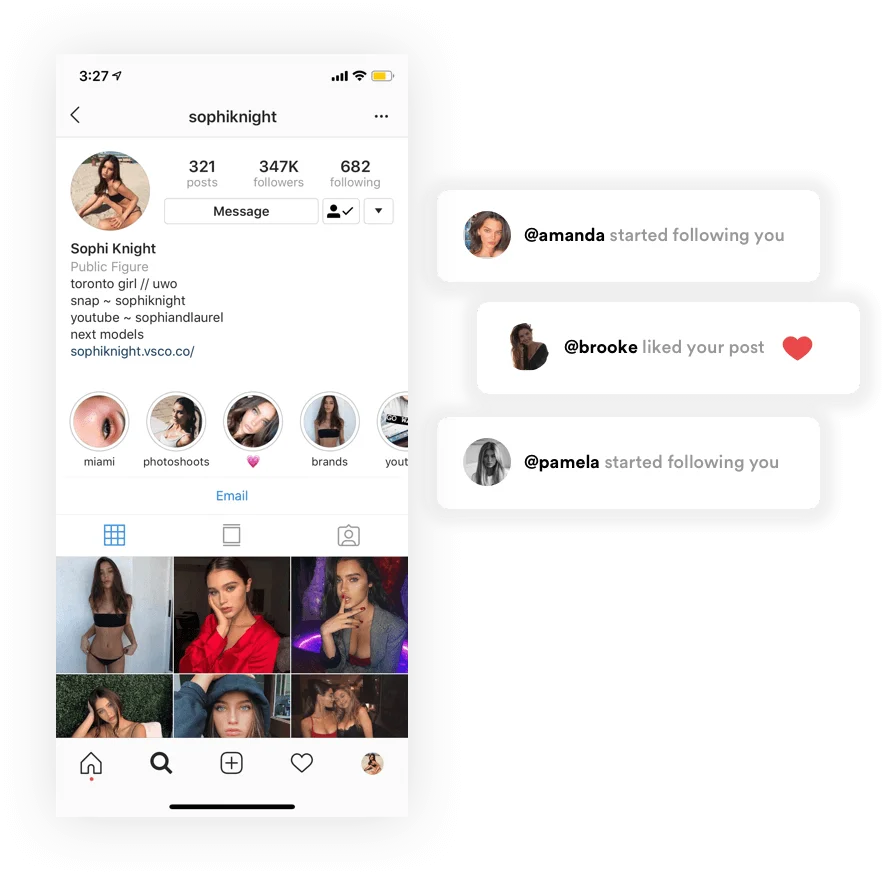 3:27
sophiknight
321 347K 682
posts followers following
Message
Sophi Knight
Public Figure
toronto girl // uwo
snap ~ sophiknight
youtube ~ sophiandlaurel
next models
sophiknight.vsco.co/
GO WA
miami photoshoots 💗 brands yout
Email
@amanda started following you
@brooke liked your post
@pamela started following you